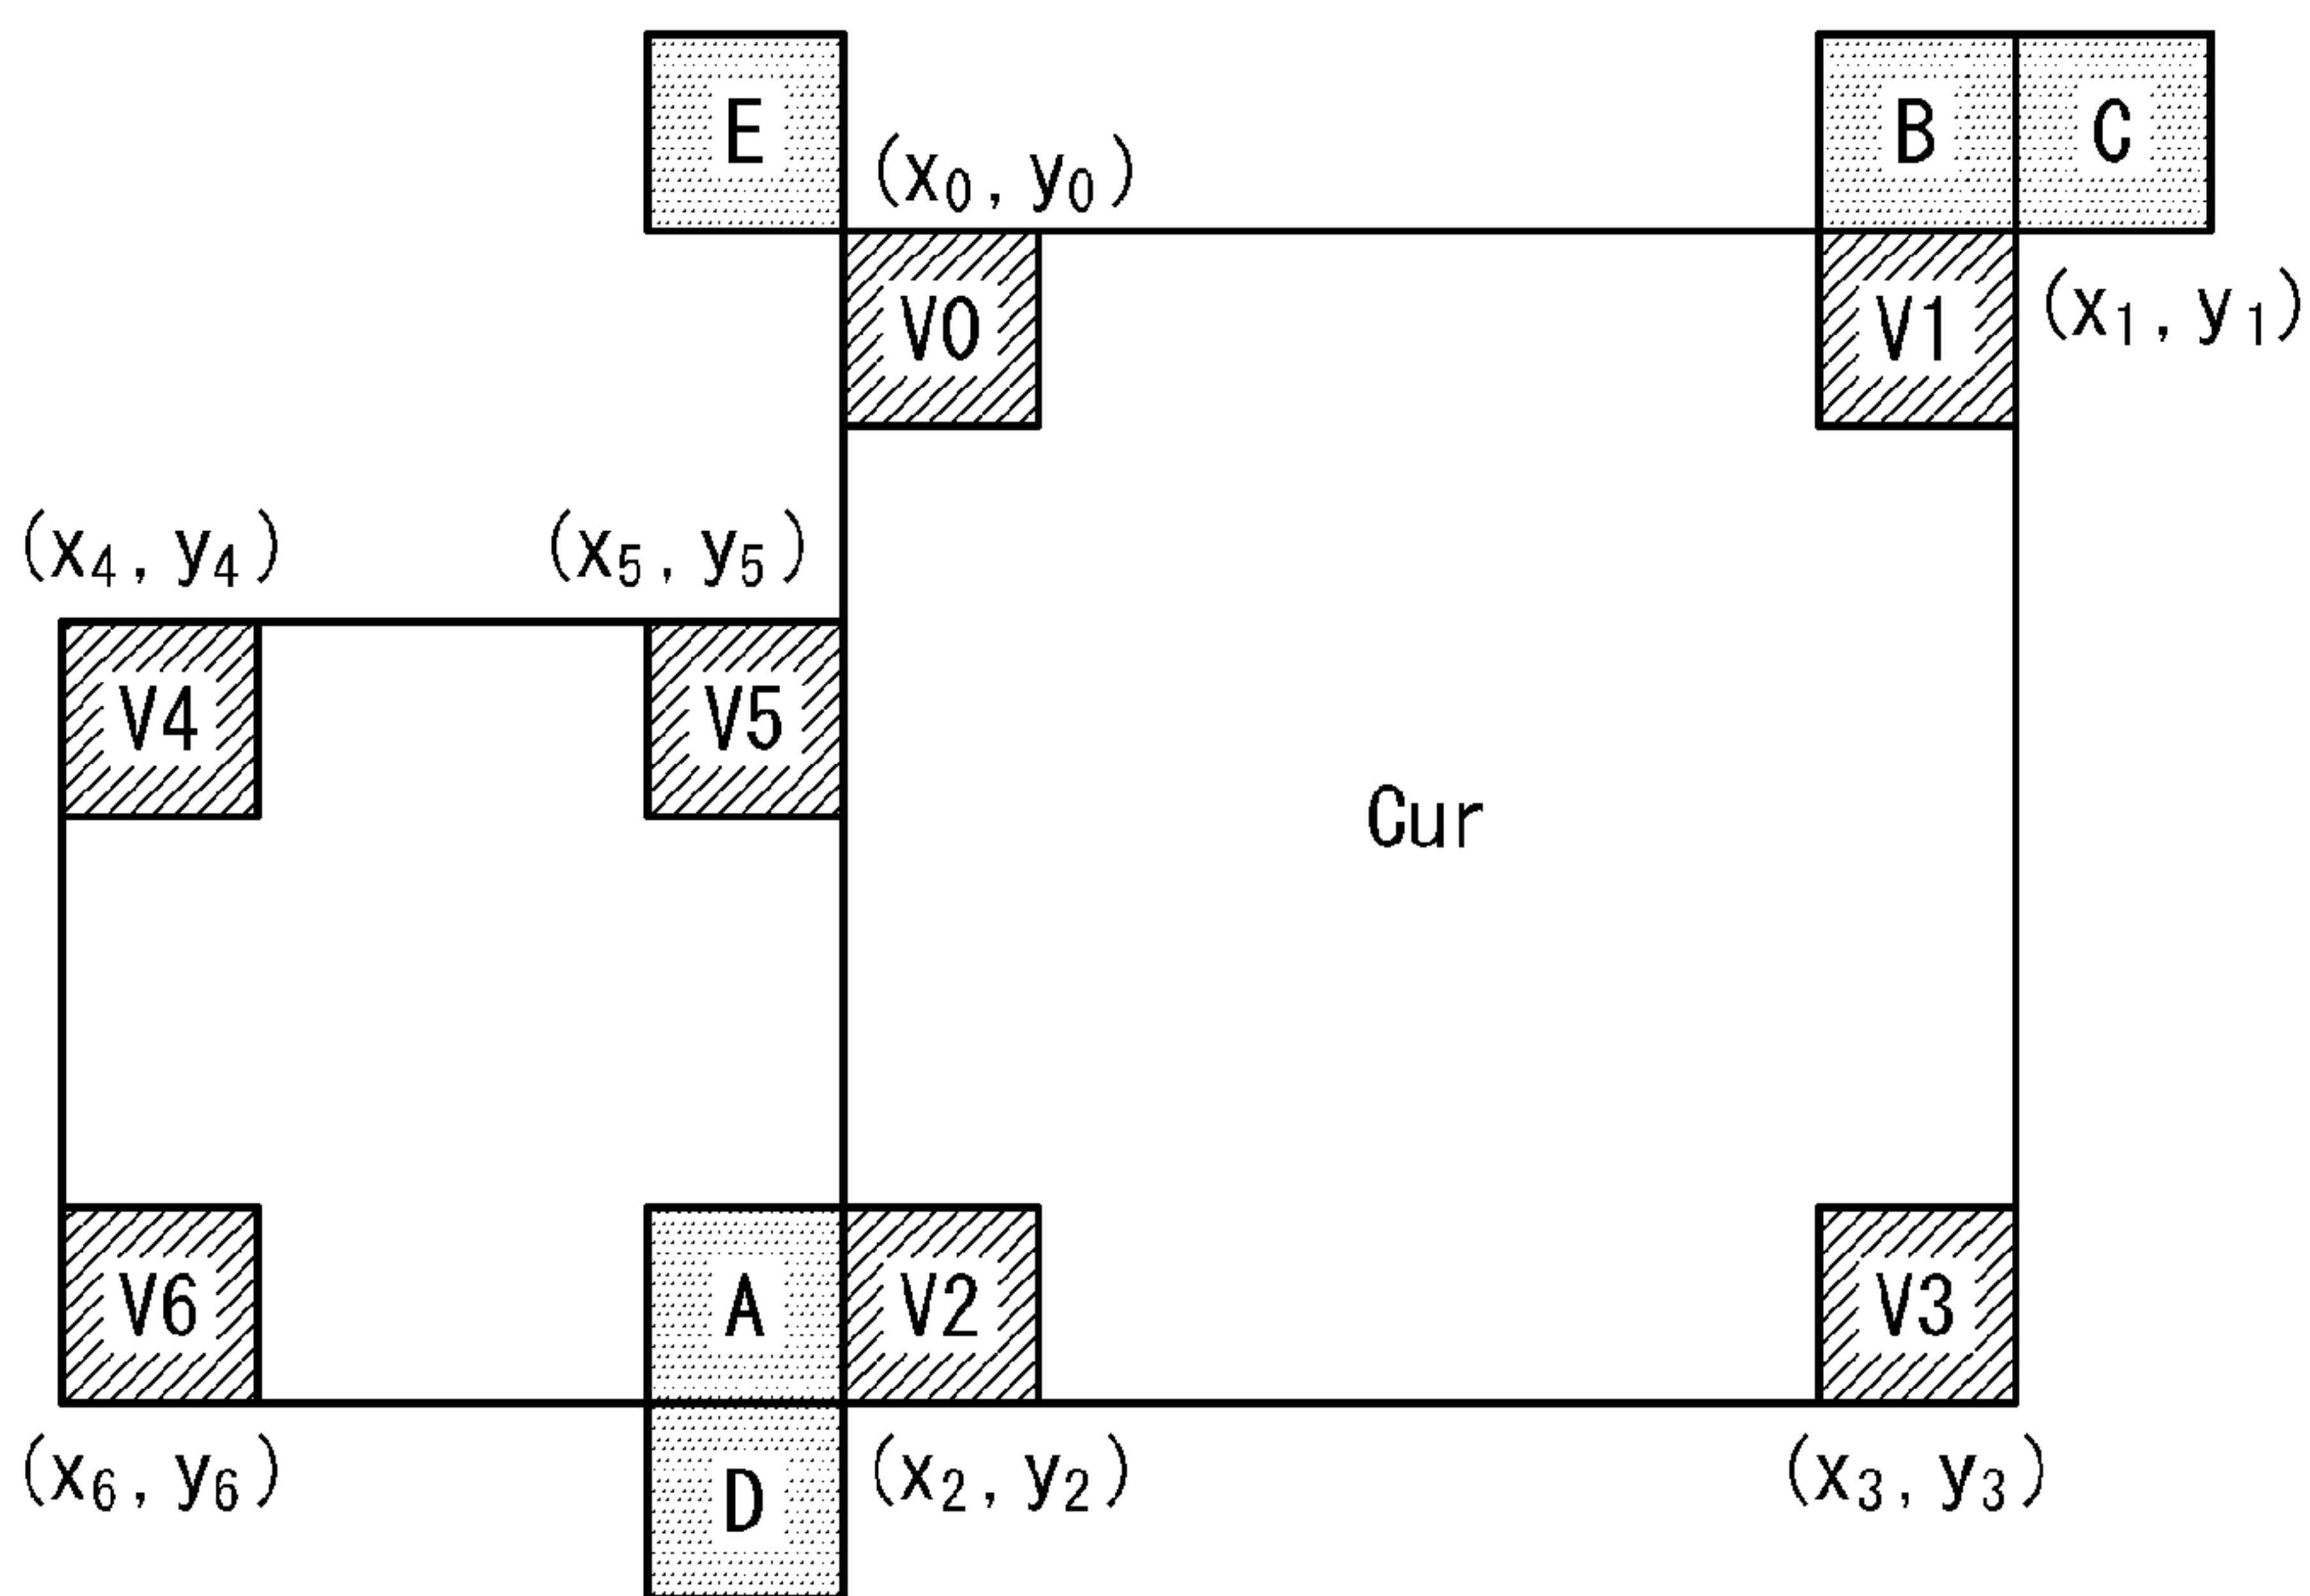 E B C
(x0, y0)
V0 V1 (x1, y1)
(x4, y4) (x5, y5)
V4 V5
Cur
V6 A V2 V3
(x6, y6) D (x2, y2) (x3, y3)